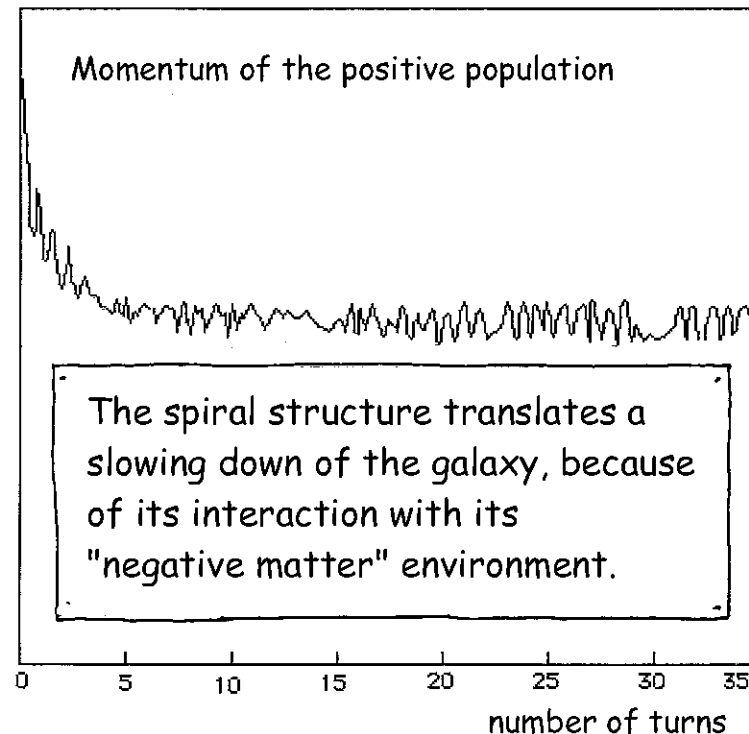 Momentum of the positive population
The spiral structure translates a
slowing down of the galaxy, because
of its interaction with its
"negative matter" environment.
0 5 10 15 20 25 30 35
number of turns